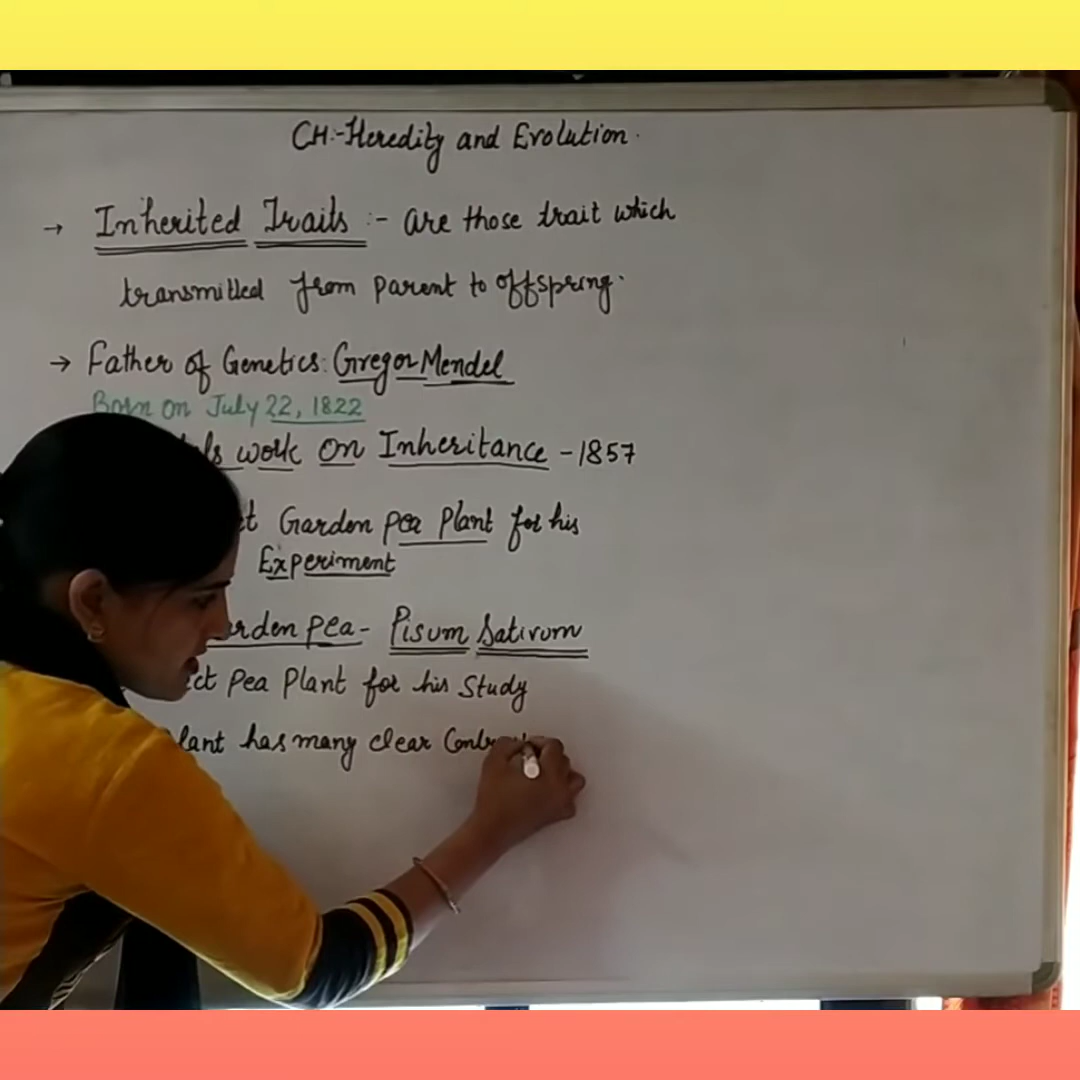 CH:-Heredity and Evolution.
→ Inherited Traits :- are those trait which
transmitted from parent to offspring.
→ Father of Genetics: Gregor Mendel
Born on July 22, 1822
work on Inheritance -1857
Garden pea Plant for his
Experiment
pea- Pisum Sativum
Pea Plant for his Study
has many clear